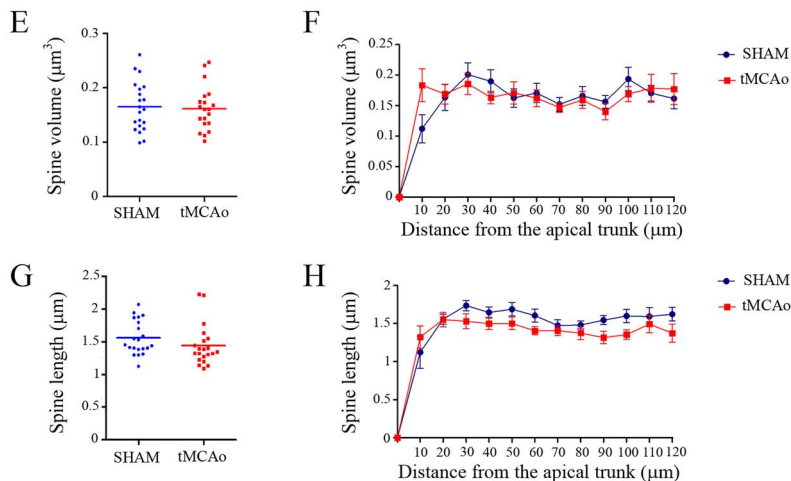 E
Spine volume (μm³)
0.3
0.2
0.1
0
SHAM
tMCAo
F
Spine volume (μm³)
0.25
0.2
0.15
0.1
0.05
0
10 20 30 40 50 60 70 80 90 100 110 120
Distance from the apical trunk (μm)
SHAM
tMCAo
G
Spine length (μm)
2.5
2
1.5
1
0.5
0
SHAM
tMCAo
H
Spine length (μm)
2
1.5
1
0.5
0
10 20 30 40 50 60 70 80 90 100 110 120
Distance from the apical trunk (μm)
SHAM
tMCAo